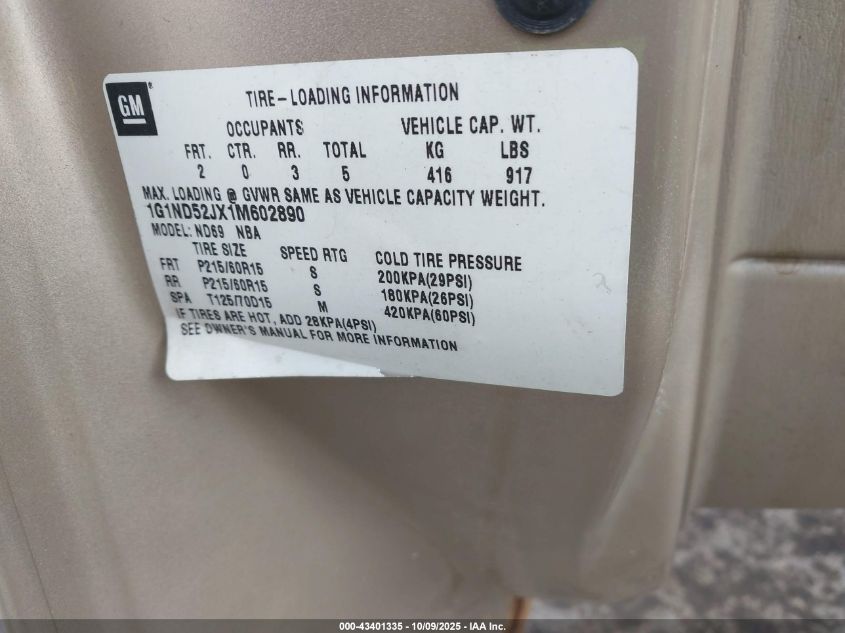 GM
TIRE-LOADING INFORMATION
OCCUPANTS VEHICLE CAP. WT.
FRT. CTR. RR. TOTAL KG LBS
2 0 3 5 416 917
MAX. LOADING @ GVWR SAME AS VEHICLE CAPACITY WEIGHT.
1G1ND52JX1M602890
MODEL: ND69 NBA
TIRE SIZE SPEED RTG COLD TIRE PRESSURE
FRT P215/60R15 S 200KPA(29PSI)
RR P215/60R15 S 180KPA(26PSI)
SPA T125/70D15 M 420KPA(60PSI)
IF TIRES ARE HOT, ADD 28KPA(4PSI)
SEE OWNER'S MANUAL FOR MORE INFORMATION
000-43401335 - 10/09/2025 - IAA Inc.